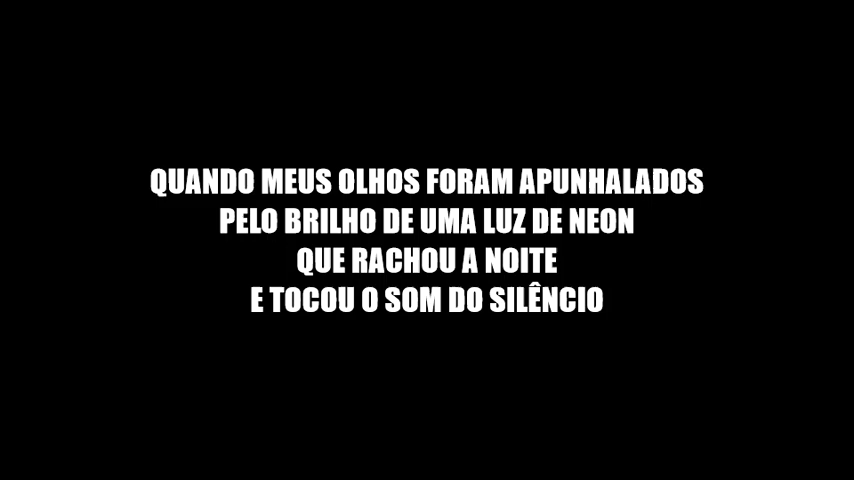 QUANDO MEUS OLHOS FORAM APUNHALADOS
PELO BRILHO DE UMA LUZ DE NEON
QUE RACHOU A NOITE
E TOCOU O SOM DO SILÊNCIO